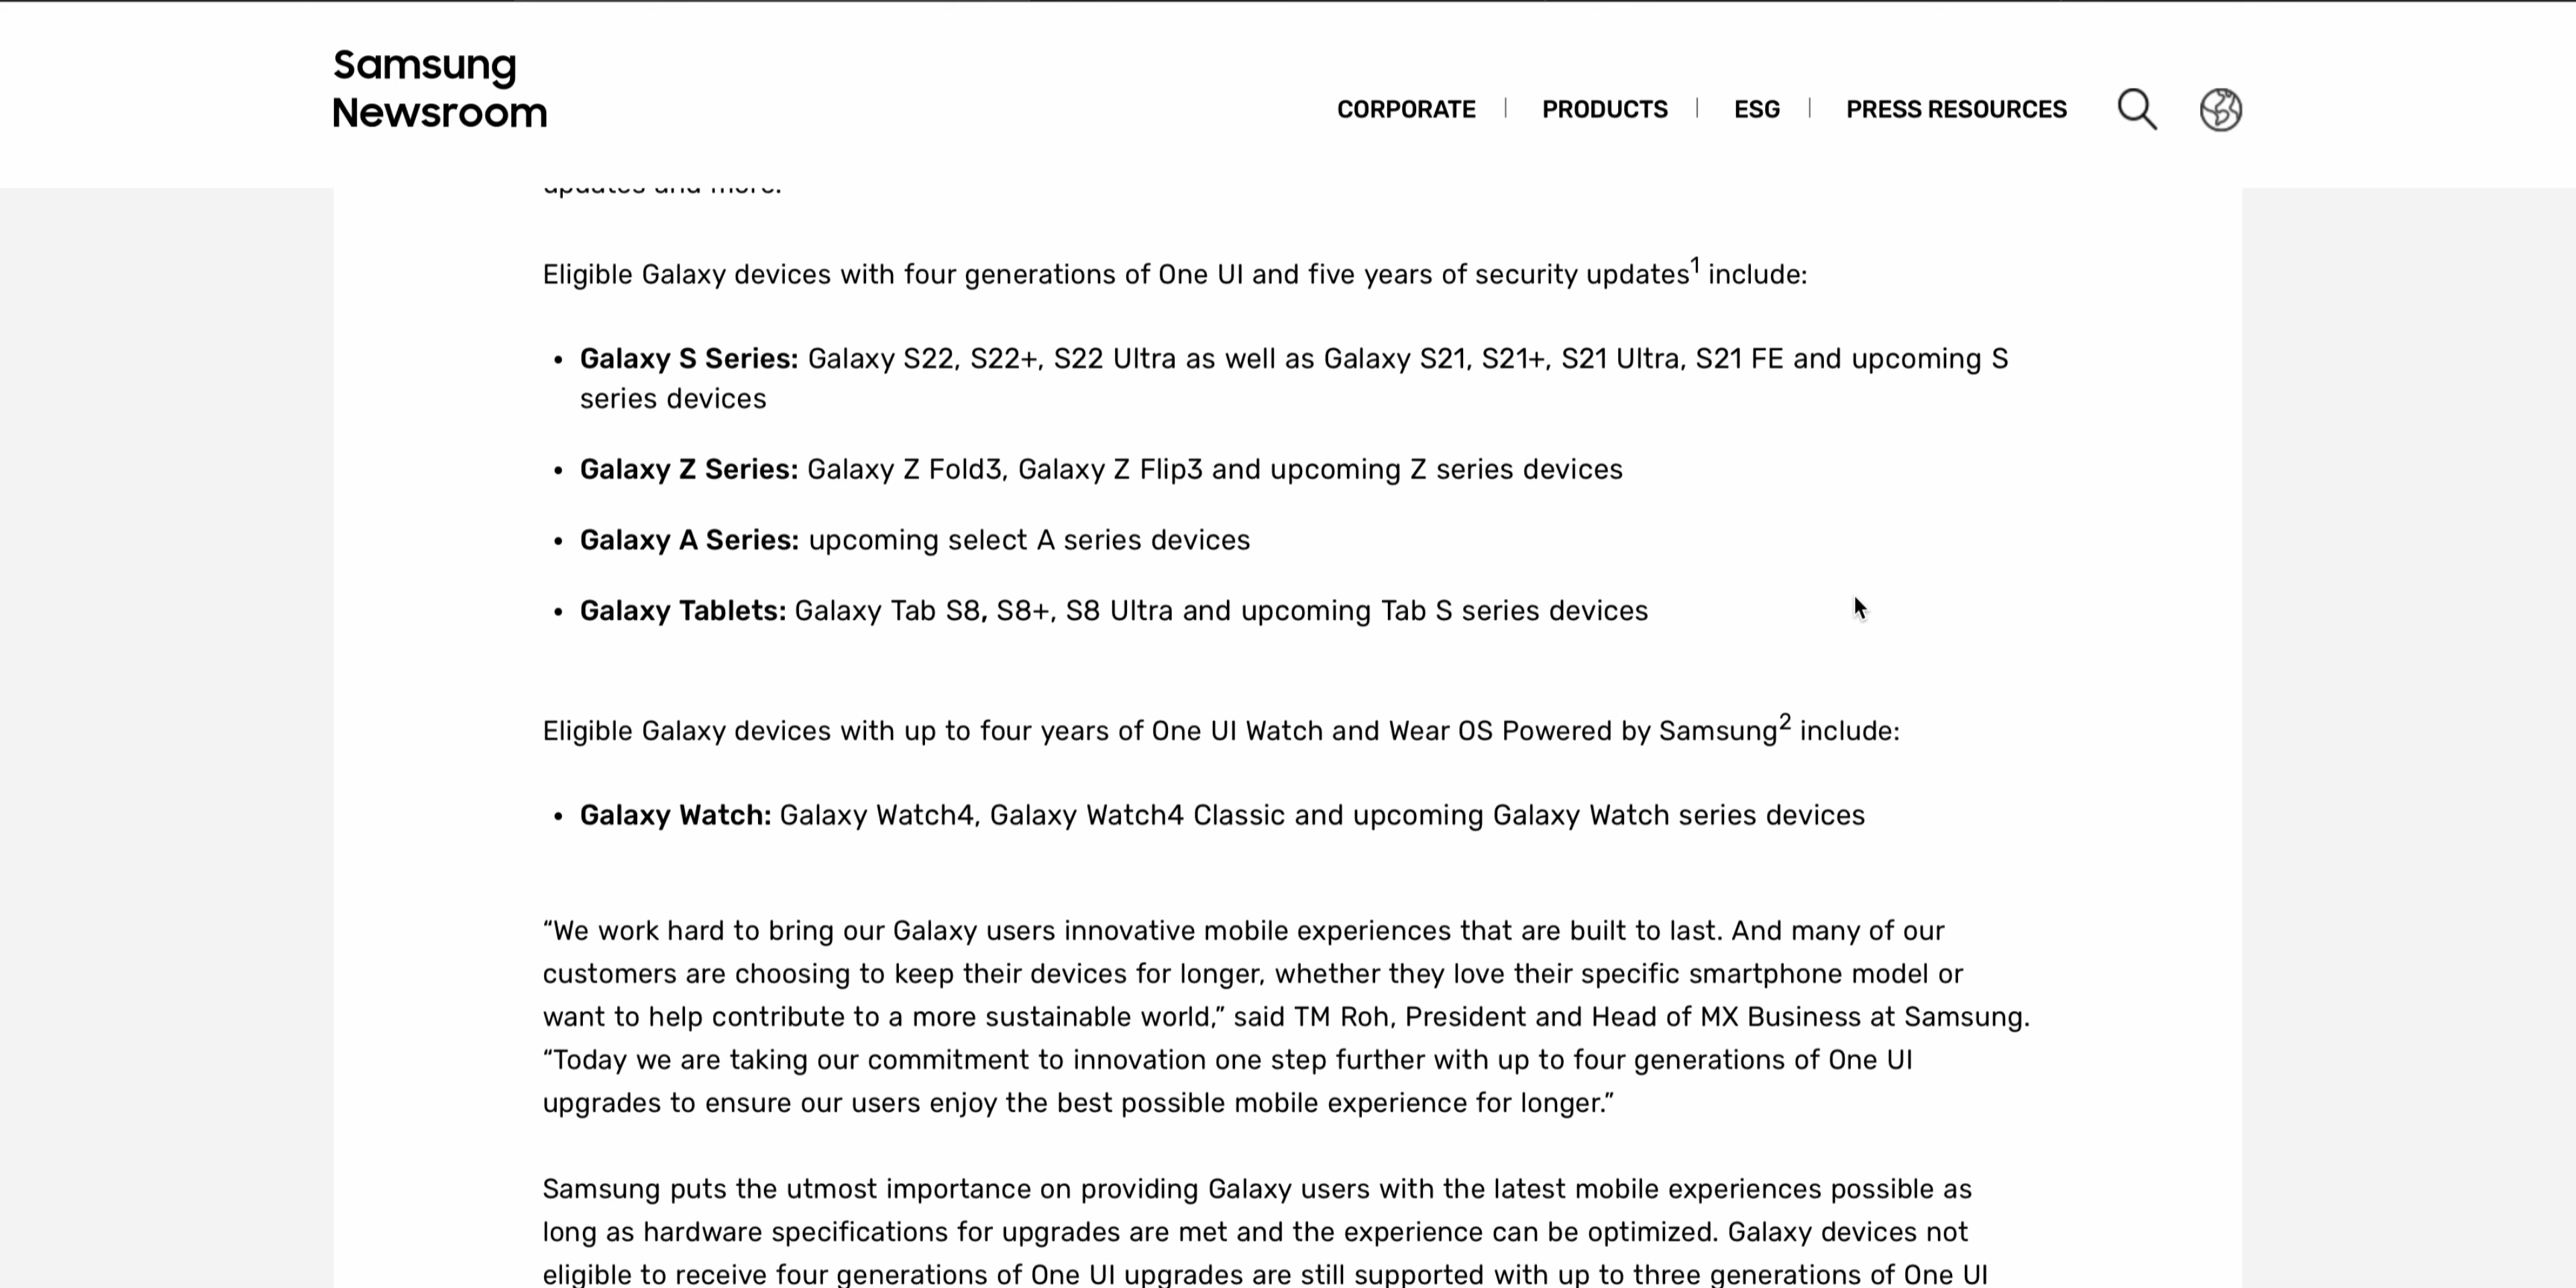 Samsung
Newsroom
CORPORATE | PRODUCTS | ESG | PRESS RESOURCES
updates and more.
Eligible Galaxy devices with four generations of One UI and five years of security updates¹ include:
• Galaxy S Series: Galaxy S22, S22+, S22 Ultra as well as Galaxy S21, S21+, S21 Ultra, S21 FE and upcoming S
series devices
• Galaxy Z Series: Galaxy Z Fold3, Galaxy Z Flip3 and upcoming Z series devices
• Galaxy A Series: upcoming select A series devices
• Galaxy Tablets: Galaxy Tab S8, S8+, S8 Ultra and upcoming Tab S series devices
Eligible Galaxy devices with up to four years of One UI Watch and Wear OS Powered by Samsung² include:
• Galaxy Watch: Galaxy Watch4, Galaxy Watch4 Classic and upcoming Galaxy Watch series devices
“We work hard to bring our Galaxy users innovative mobile experiences that are built to last. And many of our
customers are choosing to keep their devices for longer, whether they love their specific smartphone model or
want to help contribute to a more sustainable world,” said TM Roh, President and Head of MX Business at Samsung.
“Today we are taking our commitment to innovation one step further with up to four generations of One UI
upgrades to ensure our users enjoy the best possible mobile experience for longer.”
Samsung puts the utmost importance on providing Galaxy users with the latest mobile experiences possible as
long as hardware specifications for upgrades are met and the experience can be optimized. Galaxy devices not
eligible to receive four generations of One UI upgrades are still supported with up to three generations of One UI